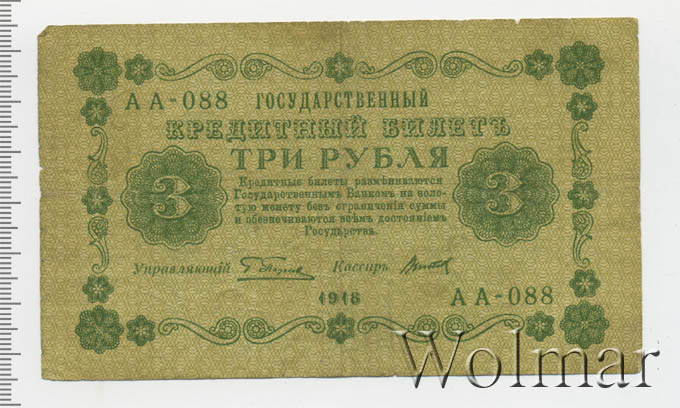 АА-088 ГОСУДАРСТВЕННЫЙ
КРЕДИТНЫЙ БИЛЕТЪ
ТРИ РУБЛЯ
3
Кредитные билеты размѣниваются
Государственнымъ Банкомъ на золо-
тую монету безъ ограниченія суммы
и обезпечиваются всѣмъ достояніемъ
Государства.
3
Управляющій
Кассиръ
1918
АА-088
Wolmar